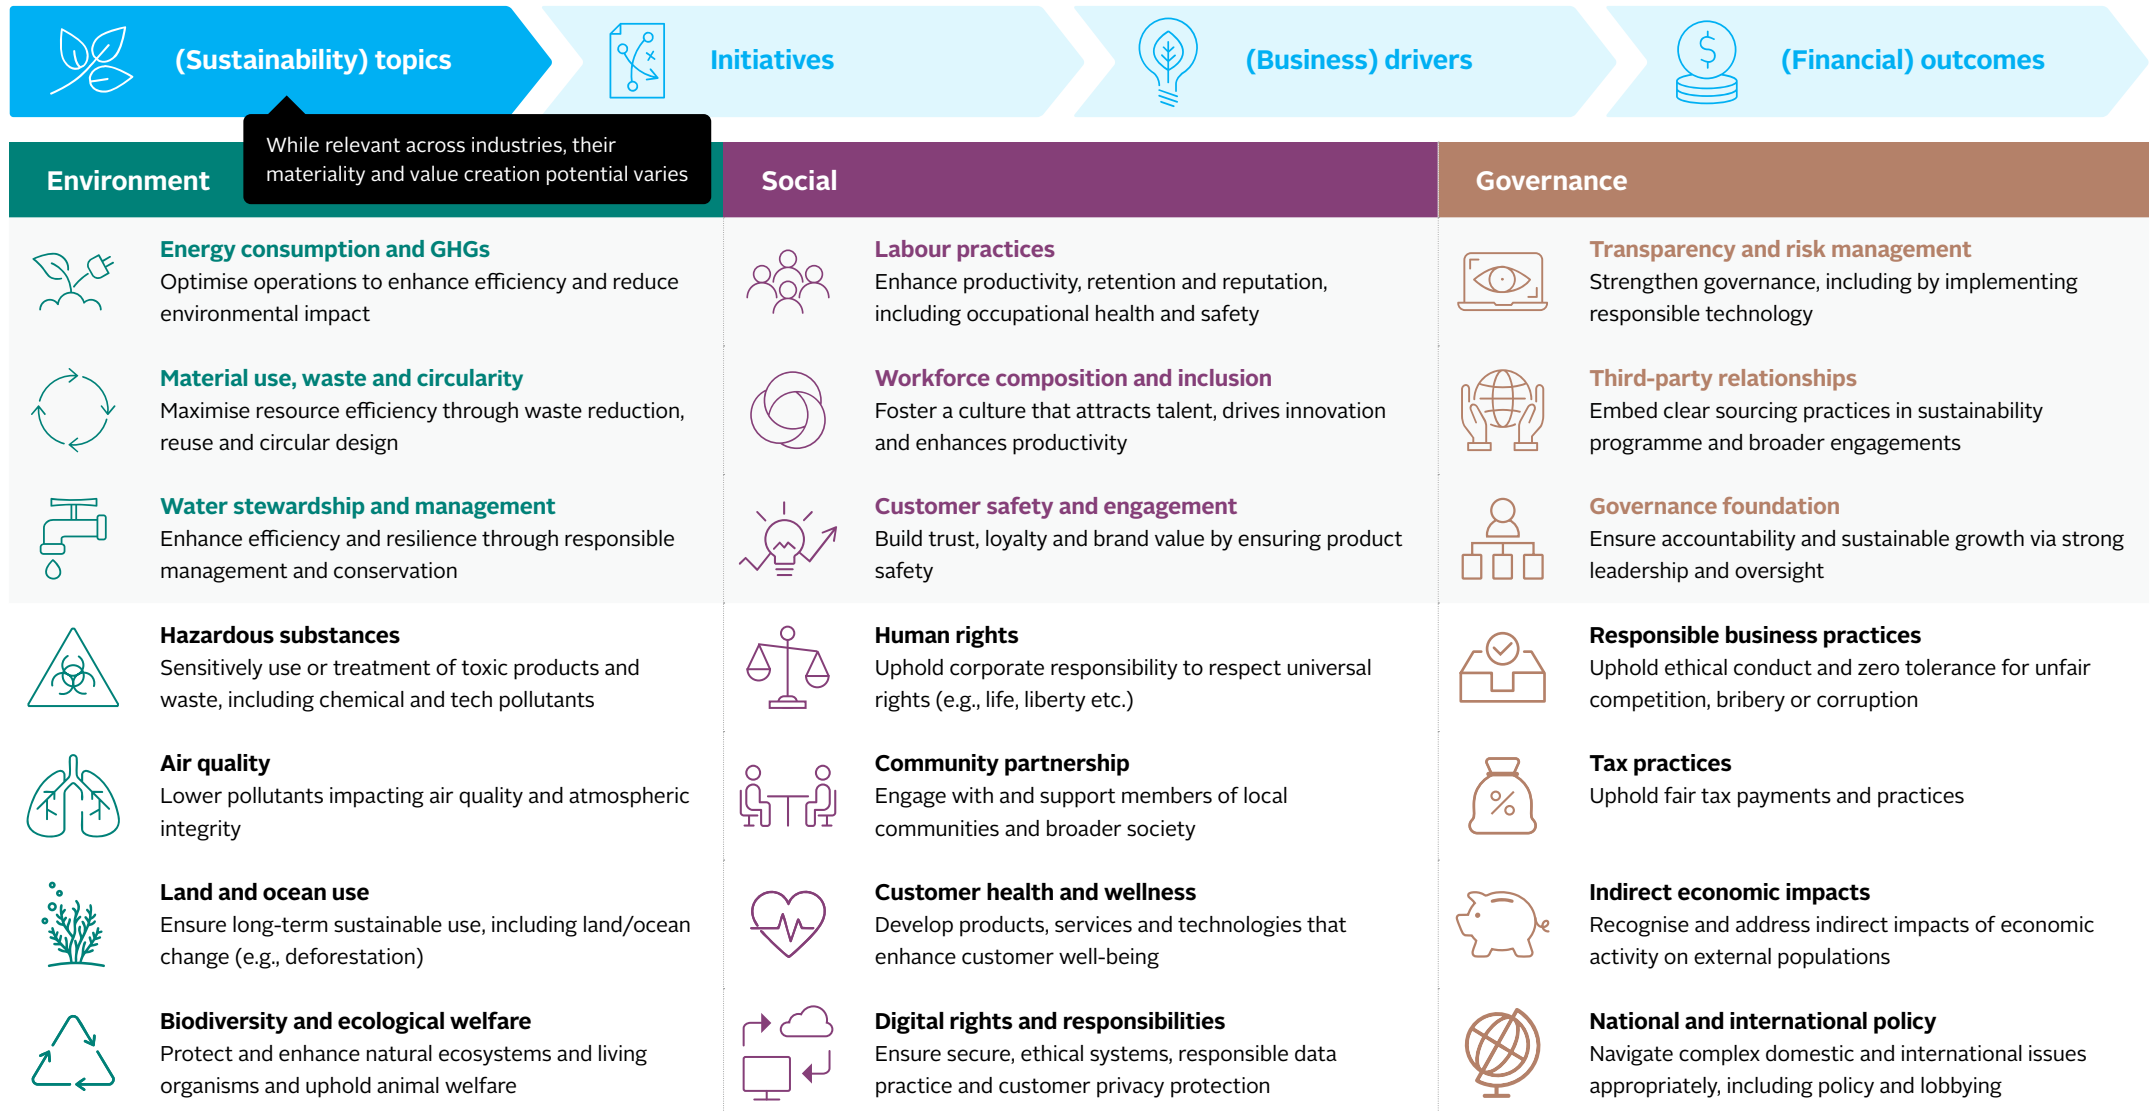 (Sustainability) topics
Initiatives
(Business) drivers
(Financial) outcomes
While relevant across industries, their
materiality and value creation potential varies
Environment
Energy consumption and GHGs
Optimise operations to enhance efficiency and reduce
environmental impact
Material use, waste and circularity
Maximise resource efficiency through waste reduction,
reuse and circular design
Water stewardship and management
Enhance efficiency and resilience through responsible
management and conservation
Hazardous substances
Sensitively use or treatment of toxic products and
waste, including chemical and tech pollutants
Air quality
Lower pollutants impacting air quality and atmospheric
integrity
Land and ocean use
Ensure long-term sustainable use, including land/ocean
change (e.g., deforestation)
Biodiversity and ecological welfare
Protect and enhance natural ecosystems and living
organisms and uphold animal welfare
Social
Labour practices
Enhance productivity, retention and reputation,
including occupational health and safety
Workforce composition and inclusion
Foster a culture that attracts talent, drives innovation
and enhances productivity
Customer safety and engagement
Build trust, loyalty and brand value by ensuring product
safety
Human rights
Uphold corporate responsibility to respect universal
rights (e.g., life, liberty etc.)
Community partnership
Engage with and support members of local
communities and broader society
Customer health and wellness
Develop products, services and technologies that
enhance customer well-being
Digital rights and responsibilities
Ensure secure, ethical systems, responsible data
practice and customer privacy protection
Governance
Transparency and risk management
Strengthen governance, including by implementing
responsible technology
Third-party relationships
Embed clear sourcing practices in sustainability
programme and broader engagements
Governance foundation
Ensure accountability and sustainable growth via strong
leadership and oversight
Responsible business practices
Uphold ethical conduct and zero tolerance for unfair
competition, bribery or corruption
Tax practices
Uphold fair tax payments and practices
Indirect economic impacts
Recognise and address indirect impacts of economic
activity on external populations
National and international policy
Navigate complex domestic and international issues
appropriately, including policy and lobbying